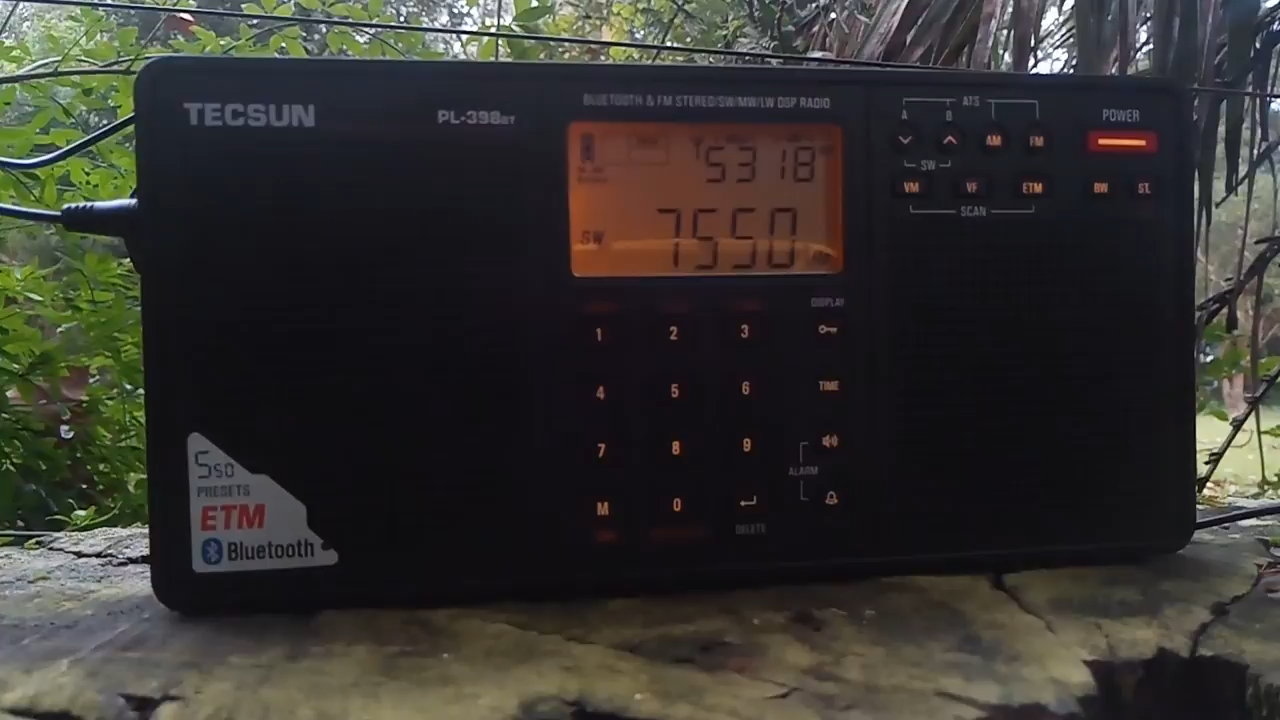 TECSUN
PL-398BT
BLUETOOTH & FM STEREO/SW/MW/LW DSP RADIO
5318
SW 7550
ATS
A B
AM FM
SW
VM VF ETM
SCAN
POWER
BW ST.
DISPLAY
1 2 3
4 5 6 TIME
7 8 9
ALARM
M 0
DELETE
550
PRESETS
ETM
Bluetooth